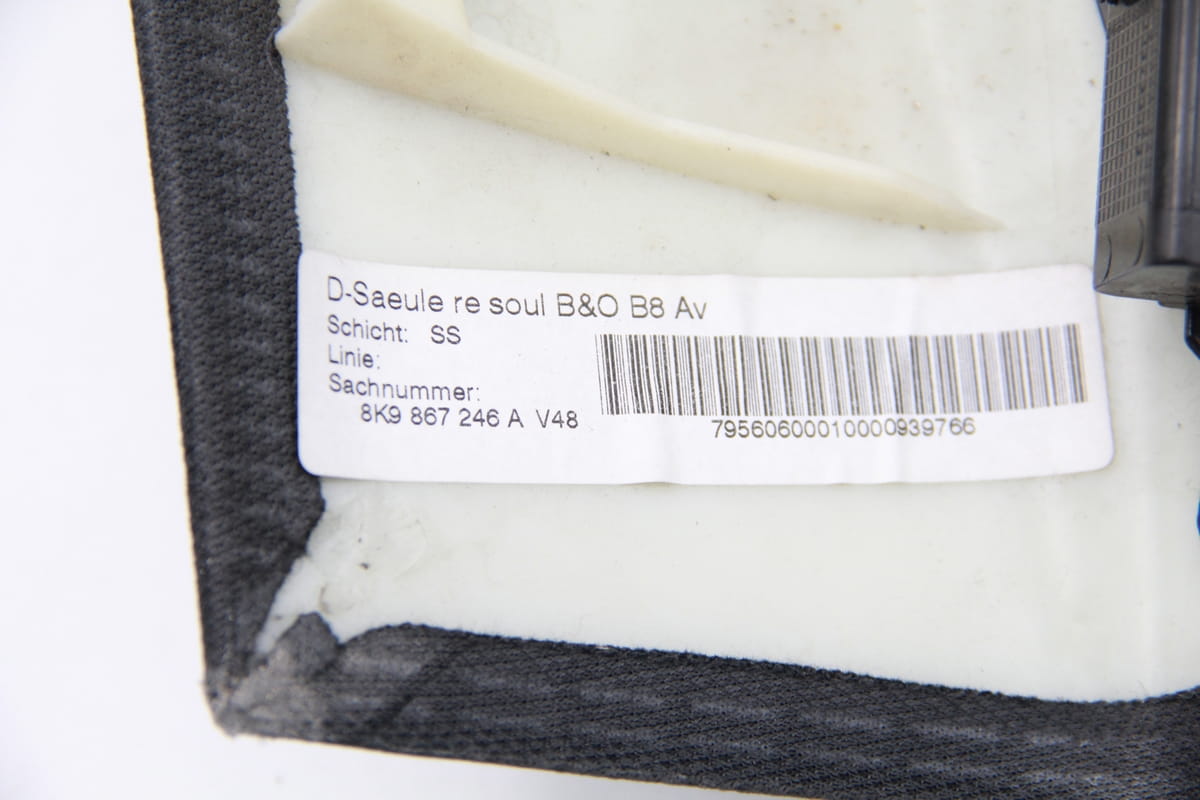 D-Saeule re soul B&O B8 Av
Schicht: SS
Linie:
Sachnummer:
8K9 867 246 A V48
79560600010000939766